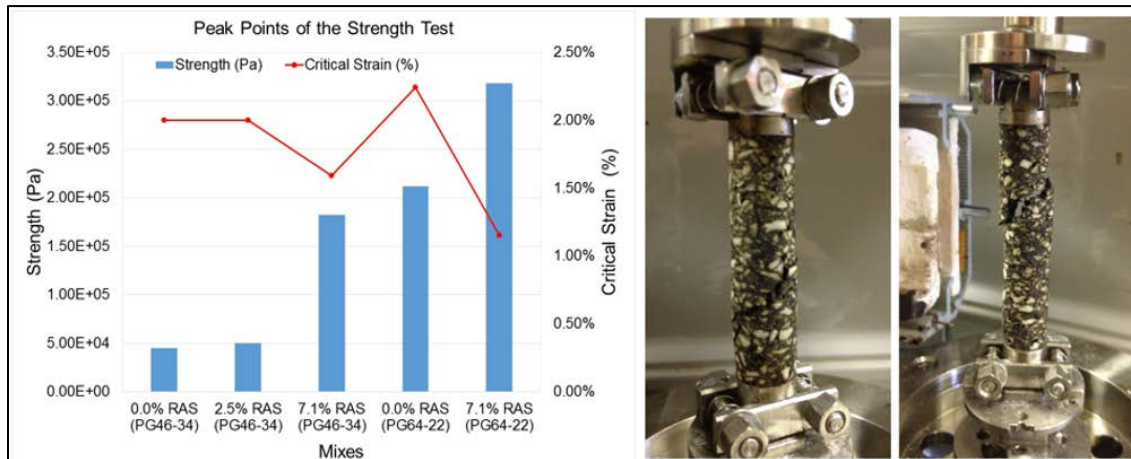 Peak Points of the Strength Test
Strength (Pa)
Critical Strain (%)
3.50E+05
3.00E+05
2.50E+05
2.00E+05
1.50E+05
1.00E+05
5.00E+04
0.00E+00
Strength (Pa)
2.50%
2.00%
1.50%
1.00%
0.50%
0.00%
Critical Strain (%)
0.0% RAS 2.5% RAS 7.1% RAS 0.0% RAS 7.1% RAS
(PG46-34) (PG46-34) (PG46-34) (PG64-22) (PG64-22)
Mixes